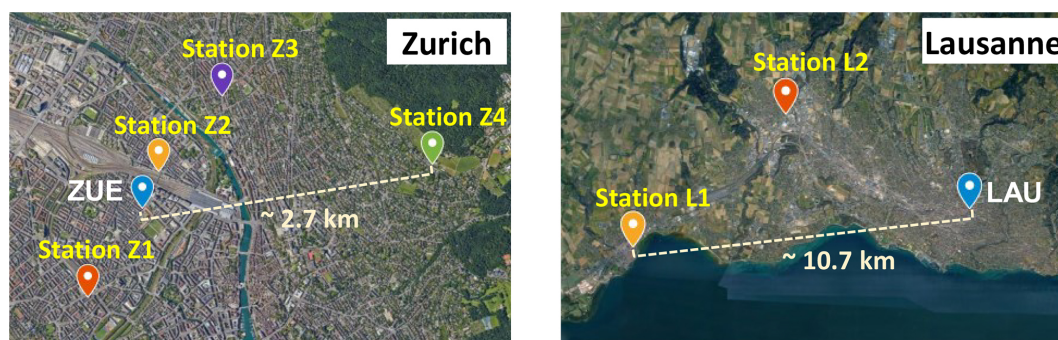 Zurich
Station Z3
Station Z4
Station Z2
ZUE
~ 2.7 km
Station Z1
Lausanne
Station L2
LAU
Station L1
~ 10.7 km